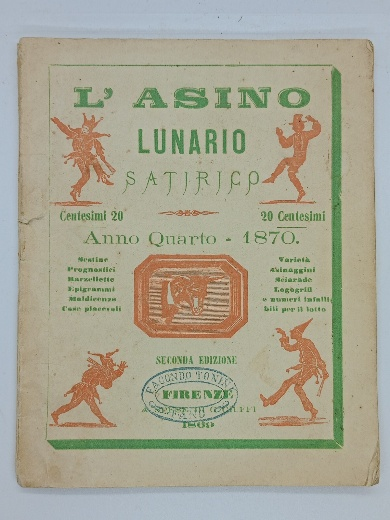 L' ASINO
LUNARIO
SATIRICO
Centesimi 20
20 Centesimi
Anno Quarto - 1870.
Sestine
Prognostici
Barzellette
Epigrammi
Maldicenze
Cose piacevoli
Varietà
Asinaggini
Sciarade
Logogrifi
e numeri infalli-
bili per il lotto
SECONDA EDIZIONE
FACONDO TONINI
FIRENZE
1869